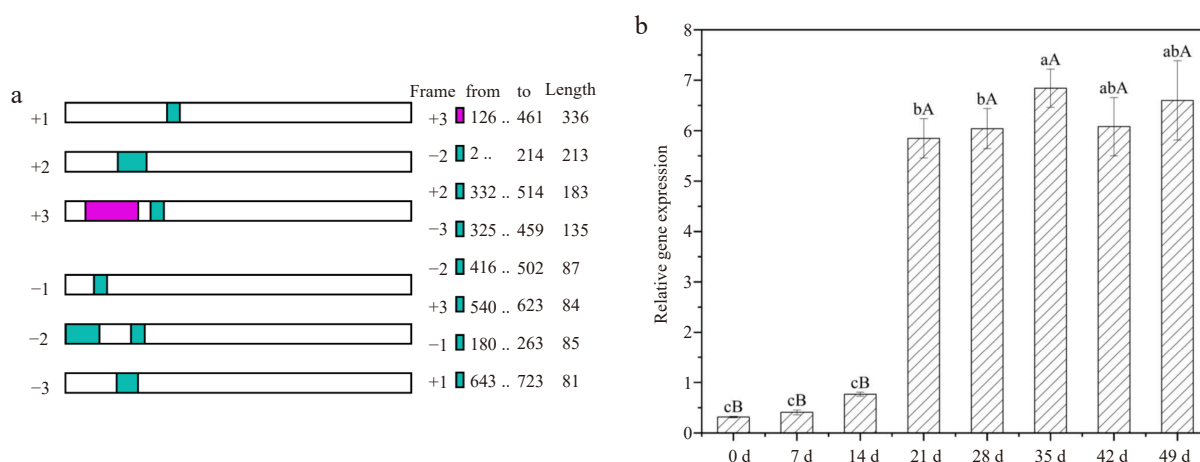 a
Frame from to Length
+1
+2
+3
−1
−2
−3
+3 126 .. 461 336
−2 2 .. 214 213
+2 332 .. 514 183
−3 325 .. 459 135
−2 416 .. 502 87
+3 540 .. 623 84
−1 180 .. 263 85
+1 643 .. 723 81
b
Relative gene expression
8
7
6
5
4
3
2
1
0
cB cB cB bA bA aA abA abA
0 d 7 d 14 d 21 d 28 d 35 d 42 d 49 d